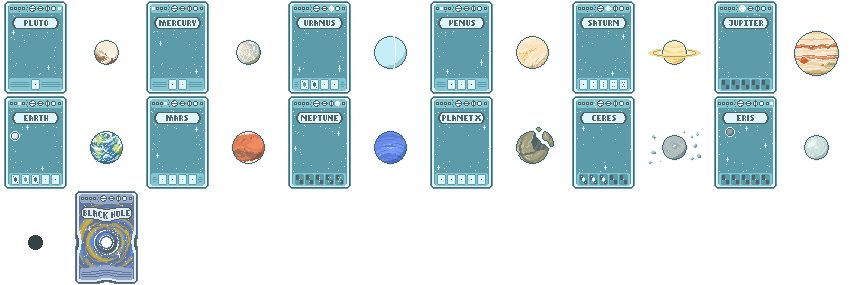 PLUTO
MERCURY
URANUS
VENUS
SATURN
JUPITER
EARTH
MARS
NEPTUNE
PLANET X
CERES
ERIS
BLACK HOLE